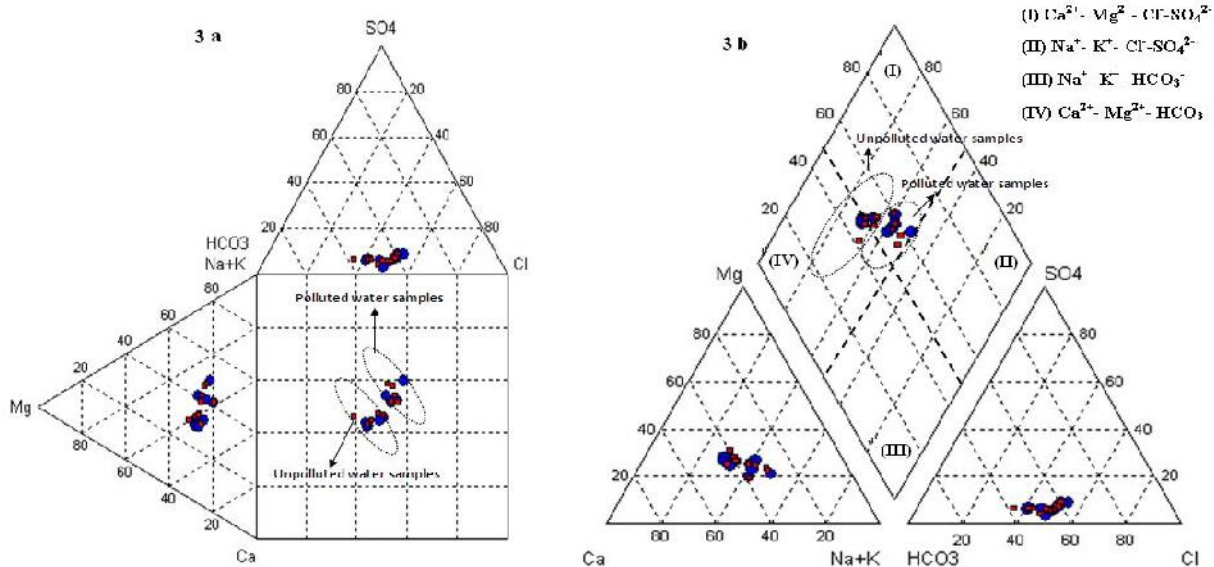 3 a
SO4
80
20
60
40
40
60
20
80
HCO3
Na+K
Cl
80
60
40
20
Mg
80
60
40
20
Ca
Polluted water samples
Unpolluted water samples
3 b
(I) Ca²⁺- Mg² - Cl⁻-SO₄²⁻
(II) Na⁺- K⁺- Cl⁻-SO₄²⁻
(III) Na⁺ K⁻ HCO₃⁻
(IV) Ca²⁺- Mg²⁺- HCO₃
80
80
(I)
60
60
Unpolluted water samples
40
40
Polluted water samples
20
20
(IV)
(II)
(III)
Mg
SO4
80
80
60
60
40
40
20
20
Ca
80
60
40
20
Na+K
HCO3
20
40
60
80
Cl